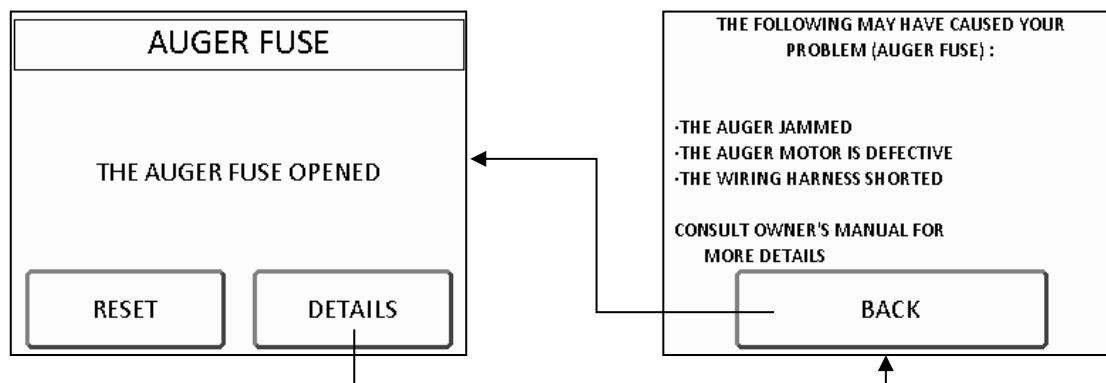 AUGER FUSE
THE AUGER FUSE OPENED
RESET
DETAILS
THE FOLLOWING MAY HAVE CAUSED YOUR
PROBLEM (AUGER FUSE) :
·THE AUGER JAMMED
·THE AUGER MOTOR IS DEFECTIVE
·THE WIRING HARNESS SHORTED
CONSULT OWNER'S MANUAL FOR
MORE DETAILS
BACK